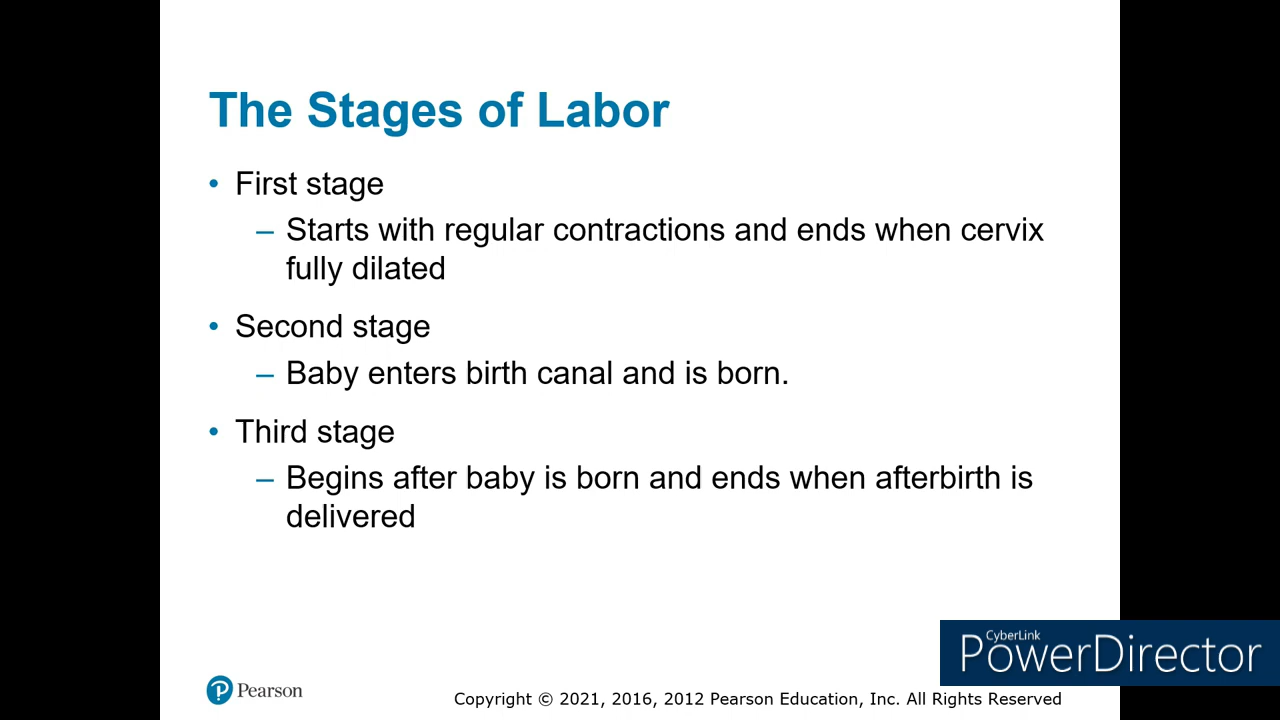 The Stages of Labor
• First stage
– Starts with regular contractions and ends when cervix
fully dilated
• Second stage
– Baby enters birth canal and is born.
• Third stage
– Begins after baby is born and ends when afterbirth is
delivered
CyberLink
PowerDirector
P Pearson
Copyright © 2021, 2016, 2012 Pearson Education, Inc. All Rights Reserved